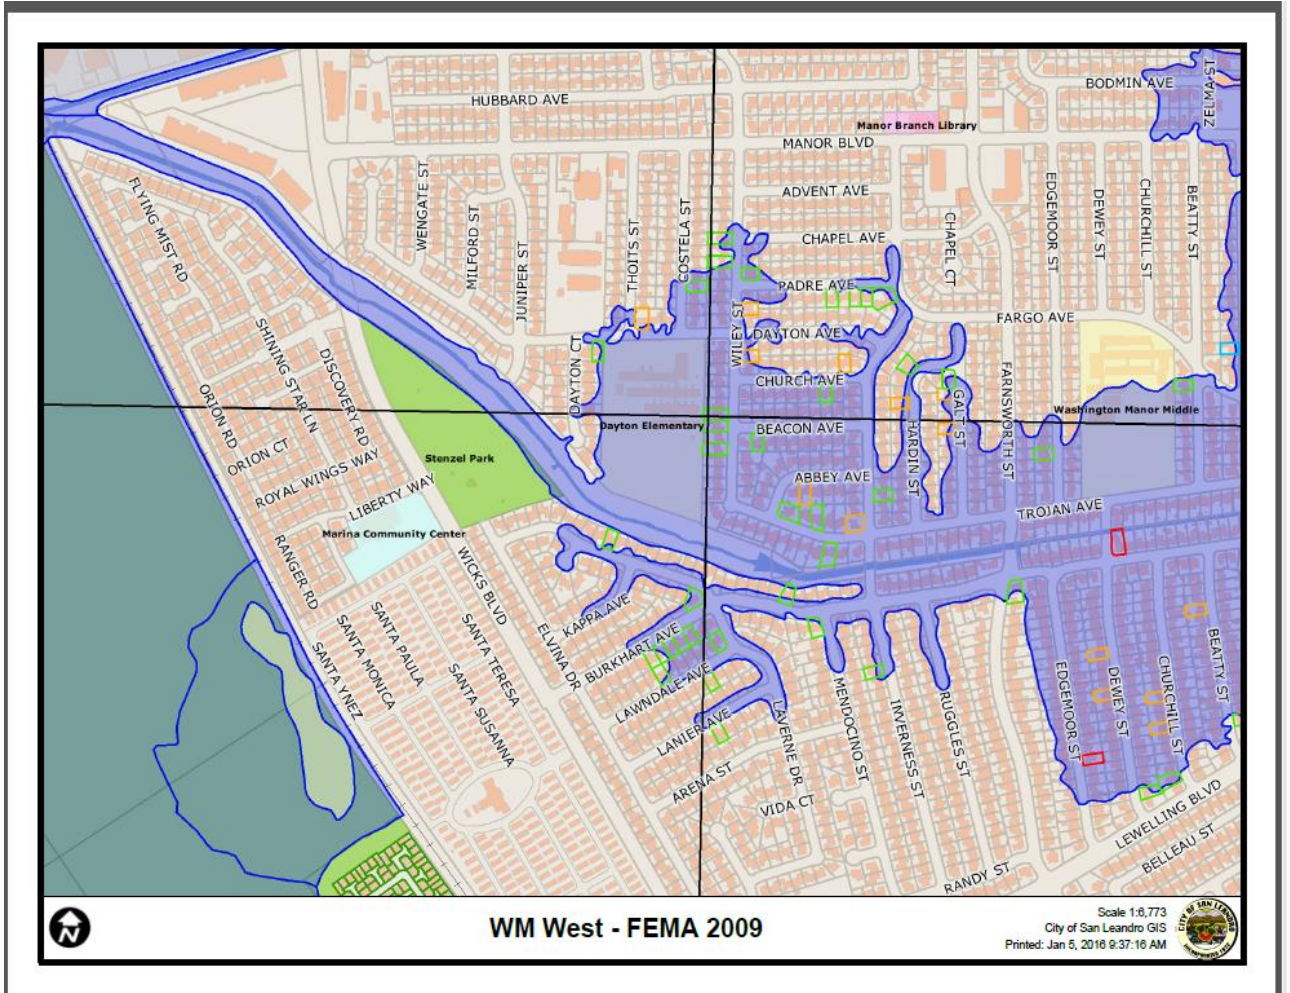 HUBBARD AVE
BODMIN AVE
ZELMA ST
Manor Branch Library
MANOR BLVD
ADVENT AVE
FLYING MIST RD
WENGATE ST
MILFORD ST
JUNIPER ST
THOITS ST
COSTELA ST
CHAPEL AVE
CHAPEL CT
EDGEMOOR ST
DEWEY ST
CHURCHILL ST
BEATTY ST
PADRE AVE
FARGO AVE
WILEY ST
DAYTON AVE
SHINING STAR LN
DISCOVERY RD
DAYTON CT
CHURCH AVE
ORION RD
GALT ST
FARNSWORTH ST
Washington Manor Middle
Dayton Elementary
BEACON AVE
HARDIN ST
ORION CT
Stenzel Park
ROYAL WINGS WAY
ABBEY AVE
LIBERTY WAY
TROJAN AVE
Marina Community Center
RANGER RD
WICKS BLVD
KAPPA AVE
SANTA PAULA
SANTA MONICA
SANTA YNEZ
SANTA TERESA
SANTA SUSANNA
ELVINA DR
BURKHART AVE
LAWNDALE AVE
LANIER AVE
LAVERNE DR
MENDOCINO ST
INVERNESS ST
RUGGLES ST
EDGEMOOR ST
DEWEY ST
CHURCHILL ST
BEATTY ST
ARENA ST
VIDA CT
LEWELLING BLVD
BELLEAU ST
RANDY ST
N
WM West - FEMA 2009
Scale 1:6,773
City of San Leandro GIS
Printed: Jan 5, 2016 9:37:16 AM
CITY OF SAN LEANDRO